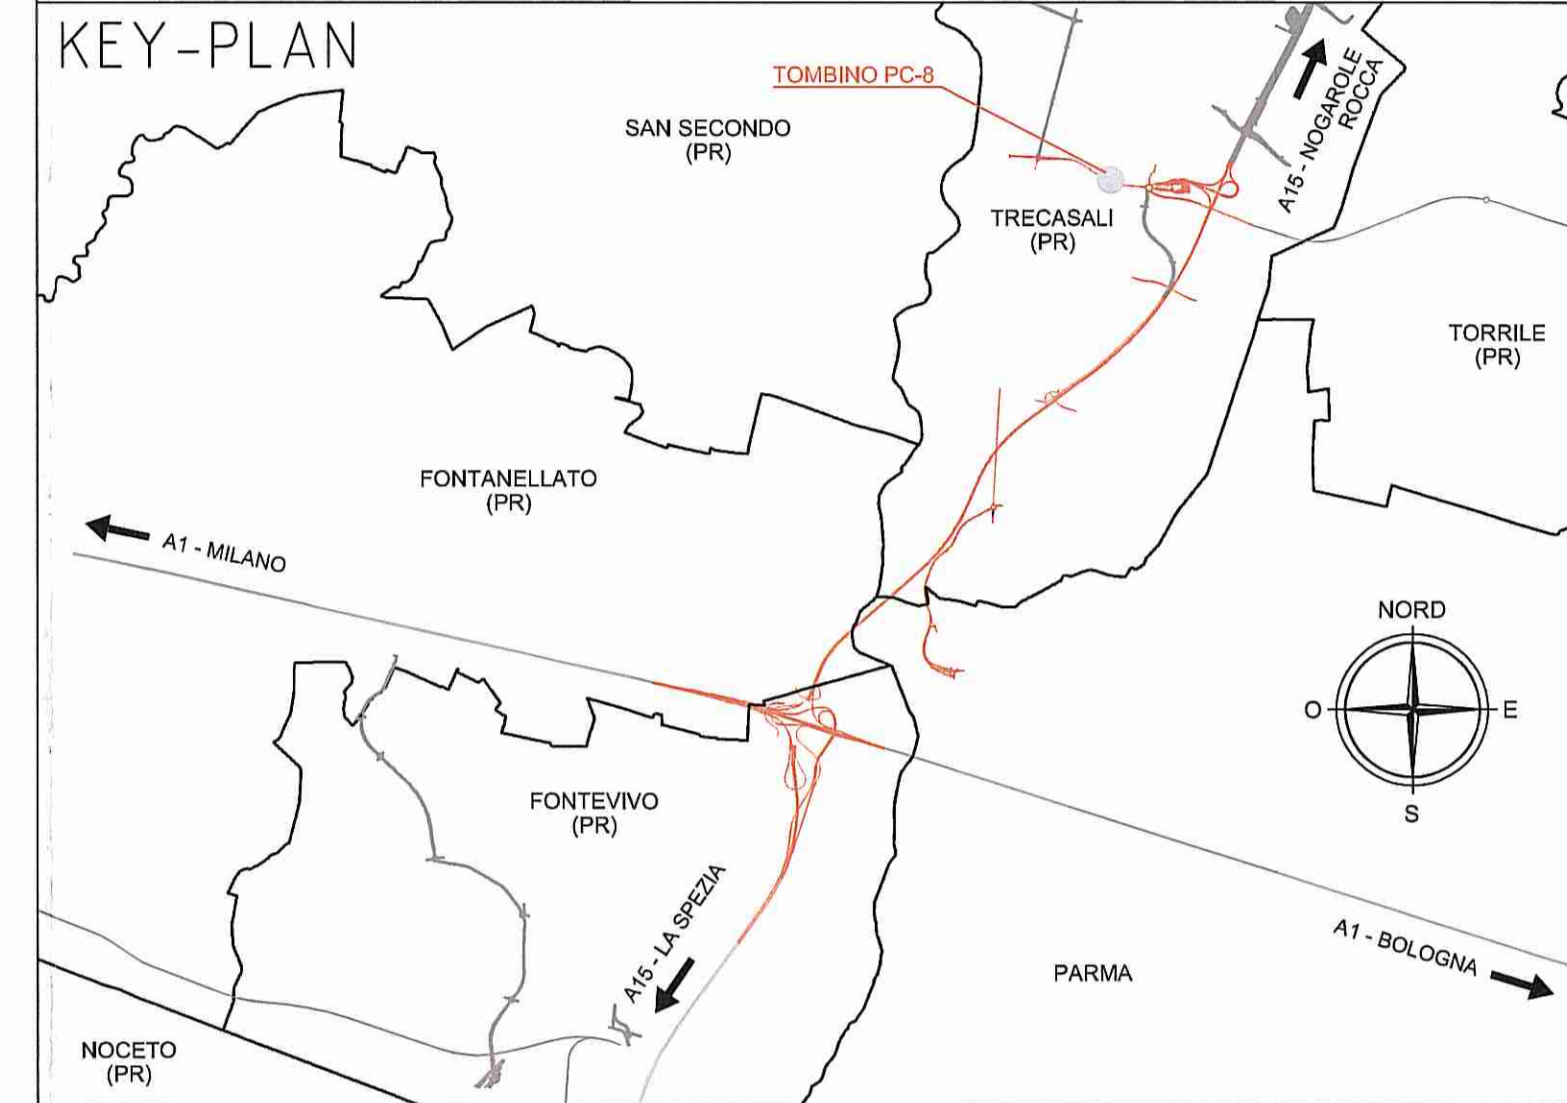 KEY-PLAN
TOMBINO PC-8
SAN SECONDO
(PR)
A15 - NOGAROLE
ROCCA
TRECASALI
(PR)
TORRILE
(PR)
FONTANELLATO
(PR)
A1 - MILANO
NORD
O
E
S
FONTEVIVO
(PR)
A15 - LA SPEZIA
A1 - BOLOGNA
PARMA
NOCETO
(PR)